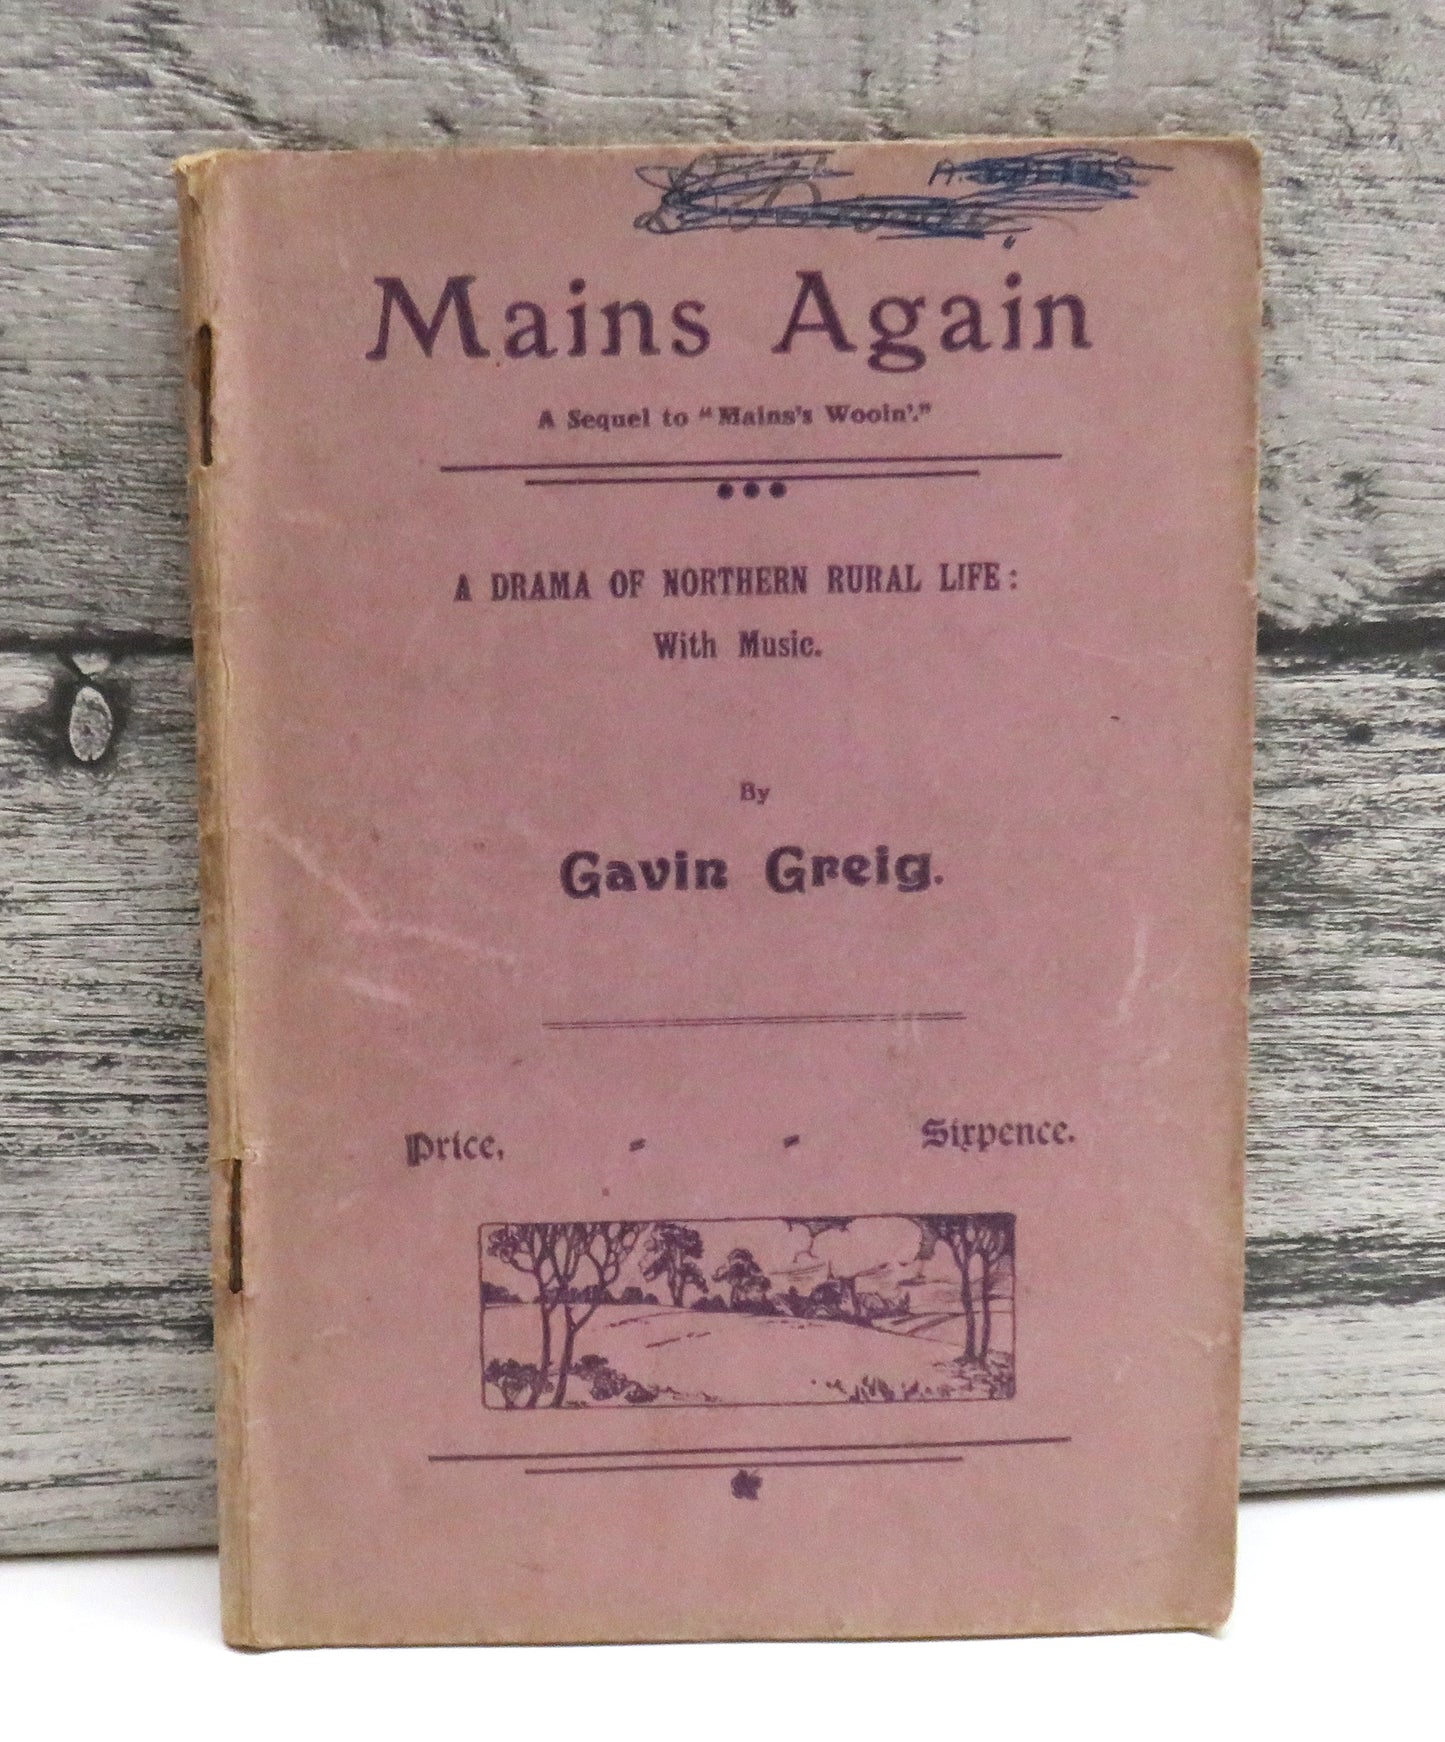 A.
Mains Again
A Sequel to "Mains's Wooin'."
A DRAMA OF NORTHERN RURAL LIFE:
With Music.
By
Gavin Greig.
Price, - - Sixpence.